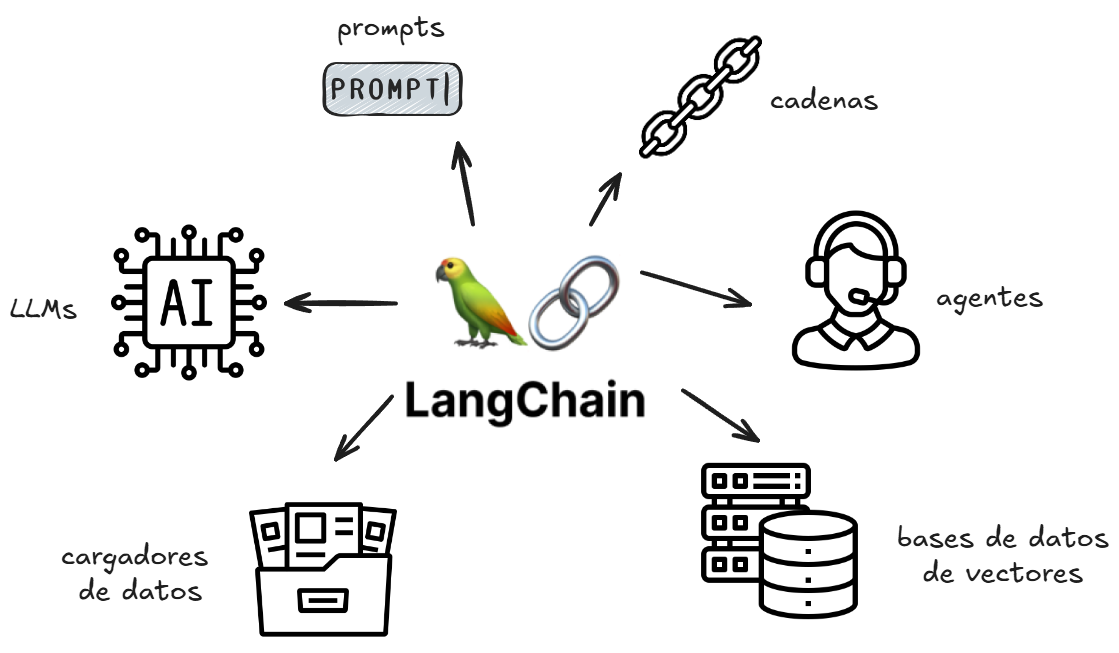 prompts
PROMPT|
cadenas
AI
LLMs
agentes
LangChain
cargadores
de datos
bases de datos
de vectores